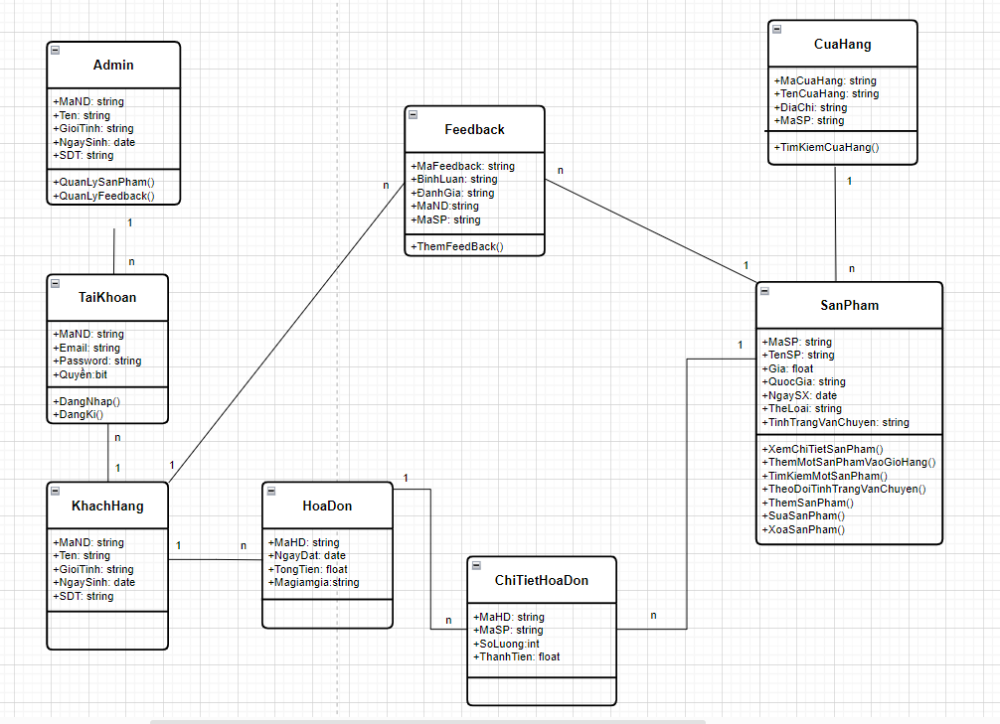 Admin
+MaND: string
+Ten: string
+GioiTinh: string
+NgaySinh: date
+SDT: string
+QuanLySanPham()
+QuanLyFeedback()
1
n
TaiKhoan
+MaND: string
+Email: string
+Password: string
+Quyền:bit
+DangNhap()
+DangKi()
n
1
KhachHang
+MaND: string
+Ten: string
+GioiTinh: string
+NgaySinh: date
+SDT: string
1
n
1
n
HoaDon
+MaHD: string
+NgayDat: date
+TongTien: float
+Magiamgia:string
1
n
Feedback
+MaFeedback: string
+BinhLuan: string
+ĐanhGia: string
+MaND:string
+MaSP: string
+ThemFeedBack()
n
1
ChiTietHoaDon
+MaHD: string
+MaSP: string
+SoLuong:int
+ThanhTien: float
n
1
CuaHang
+MaCuaHang: string
+TenCuaHang: string
+DiaChi: string
+MaSP: string
+TimKiemCuaHang()
1
n
SanPham
+MaSP: string
+TenSP: string
+Gia: float
+QuocGia: string
+NgaySX: date
+TheLoai: string
+TinhTrangVanChuyen: string
+XemChiTietSanPham()
+ThemMotSanPhamVaoGioHang()
+TimKiemMotSanPham()
+TheoDoiTinhTrangVanChuyen()
+ThemSanPham()
+SuaSanPham()
+XoaSanPham()